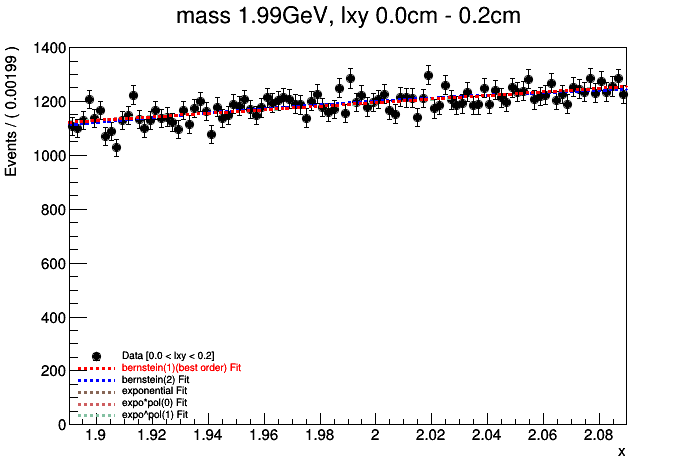 mass 1.99GeV, lxy 0.0cm - 0.2cm
Events / ( 0.00199 )
1400
1200
1000
800
600
400
200
0
Data [0.0 < lxy < 0.2]
bernstein(1)(best order) Fit
bernstein(2) Fit
exponential Fit
expo*pol(0) Fit
expo^pol(1) Fit
1.9 1.92 1.94 1.96 1.98 2 2.02 2.04 2.06 2.08
x